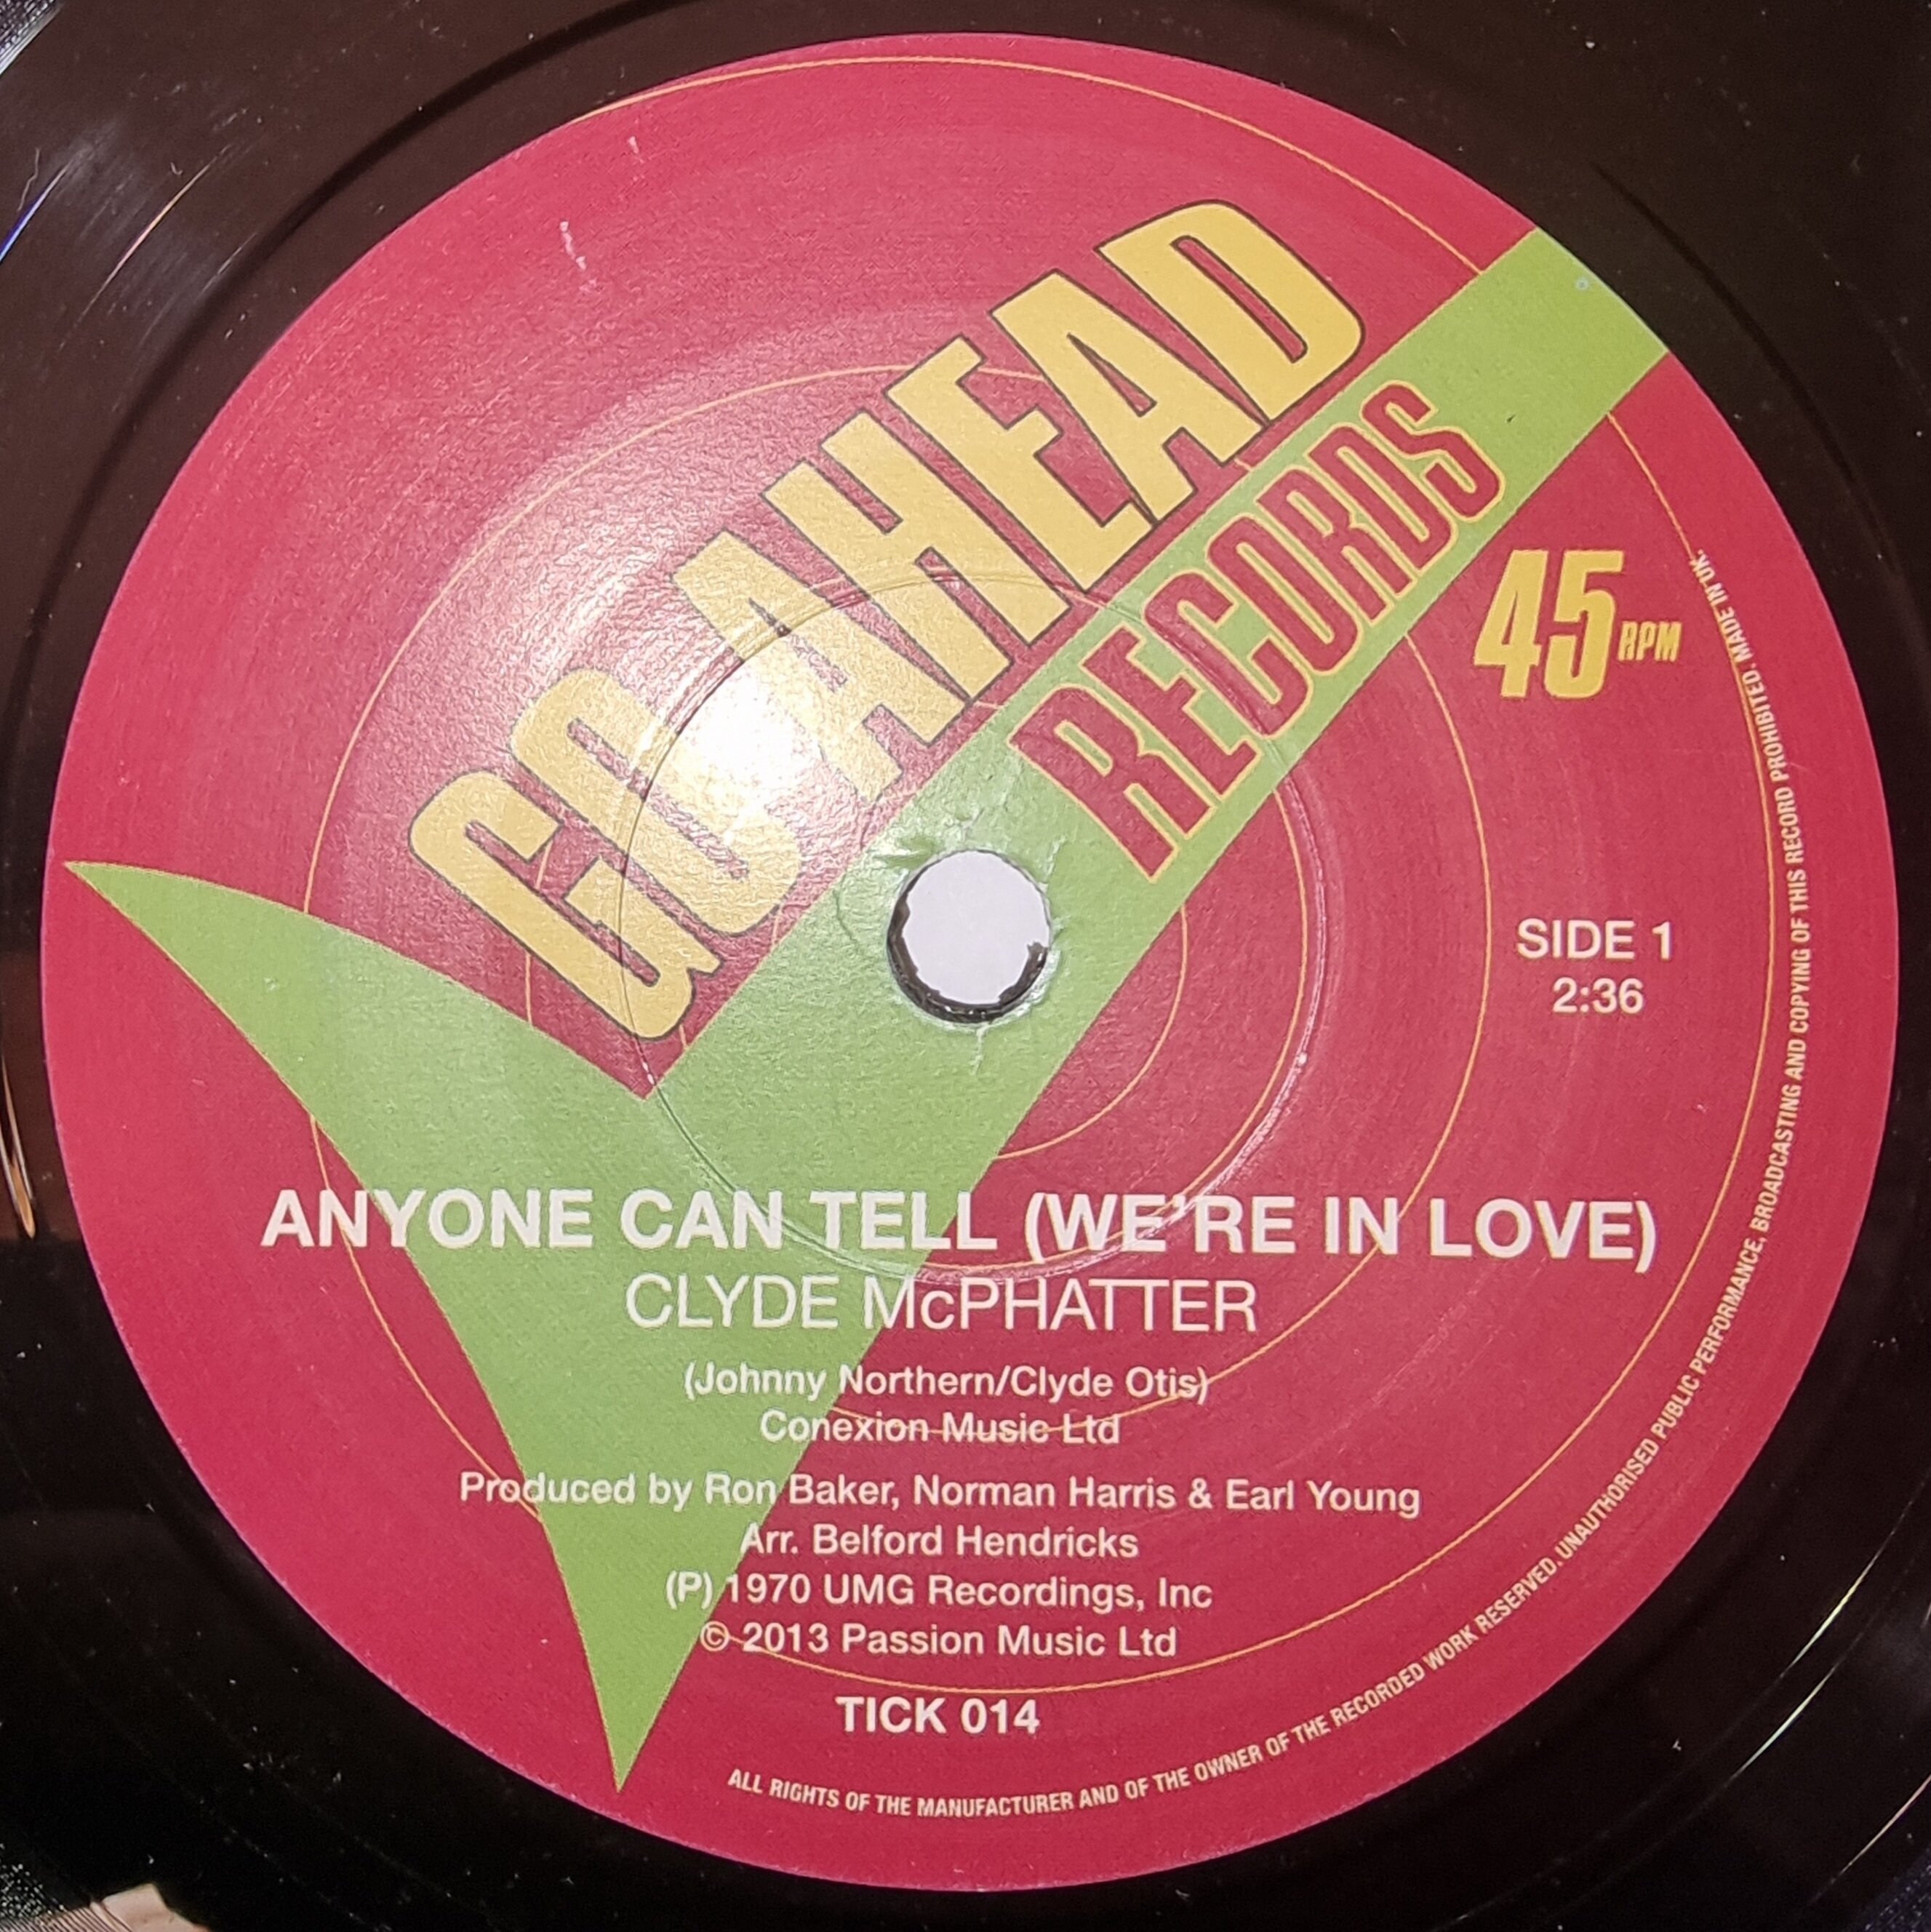 GO AHEAD
RECORDS
45 RPM
SIDE 1
2:36
ANYONE CAN TELL (WE'RE IN LOVE)
CLYDE McPHATTER
(Johnny Northern/Clyde Otis)
Conexion Music Ltd
Produced by Ron Baker, Norman Harris & Earl Young
Arr. Belford Hendricks
(P) 1970 UMG Recordings, Inc
© 2013 Passion Music Ltd
TICK 014
ALL RIGHTS OF THE MANUFACTURER AND OF THE OWNER OF THE RECORDED WORK RESERVED. UNAUTHORISED PUBLIC PERFORMANCE, BROADCASTING AND COPYING OF THIS RECORD PROHIBITED. MADE IN UK.